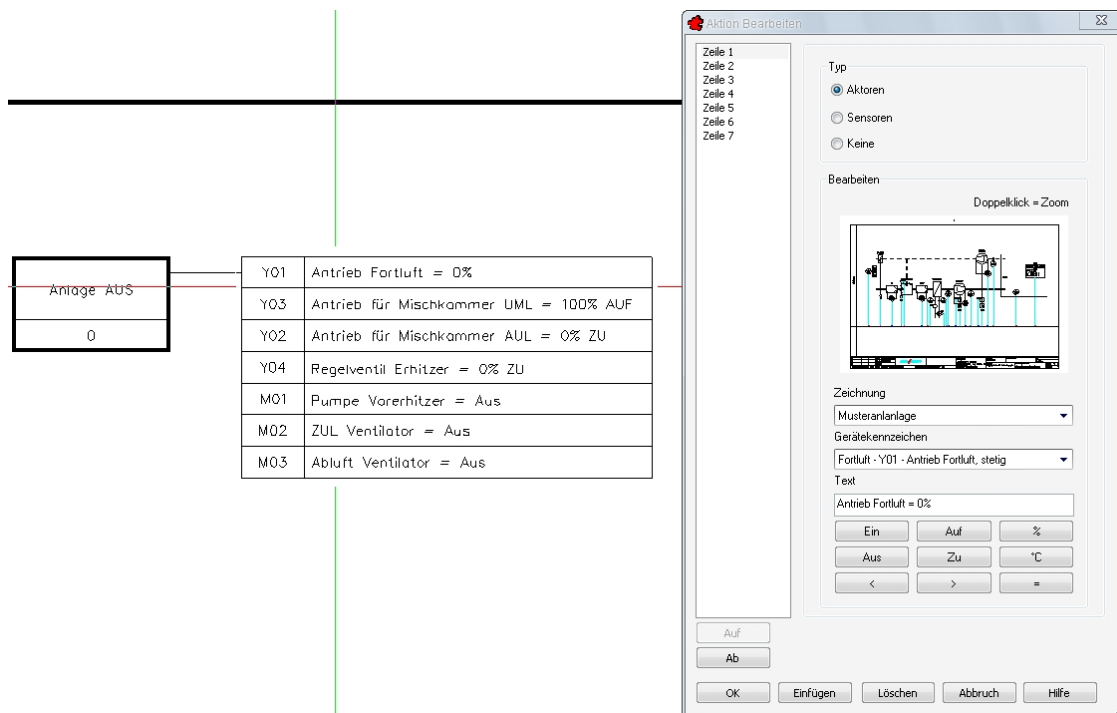 Anlage AUS
0
Y01 Antrieb Fortluft = 0%
Y03 Antrieb für Mischkammer UML = 100% AUF
Y02 Antrieb für Mischkammer AUL = 0% ZU
Y04 Regelventil Erhitzer = 0% ZU
M01 Pumpe Vorerhitzer = Aus
M02 ZUL Ventilator = Aus
M03 Abluft Ventilator = Aus
Aktion Bearbeiten
Zeile 1
Zeile 2
Zeile 3
Zeile 4
Zeile 5
Zeile 6
Zeile 7
Typ
Aktoren
Sensoren
Keine
Bearbeiten
Doppelklick = Zoom
Zeichnung
Musteranlanlage
Gerätekennzeichen
Fortluft - Y01 - Antrieb Fortluft, stetig
Text
Antrieb Fortluft = 0%
Ein Auf %
Aus Zu °C
< > =
Auf
Ab
OK Einfügen Löschen Abbruch Hilfe